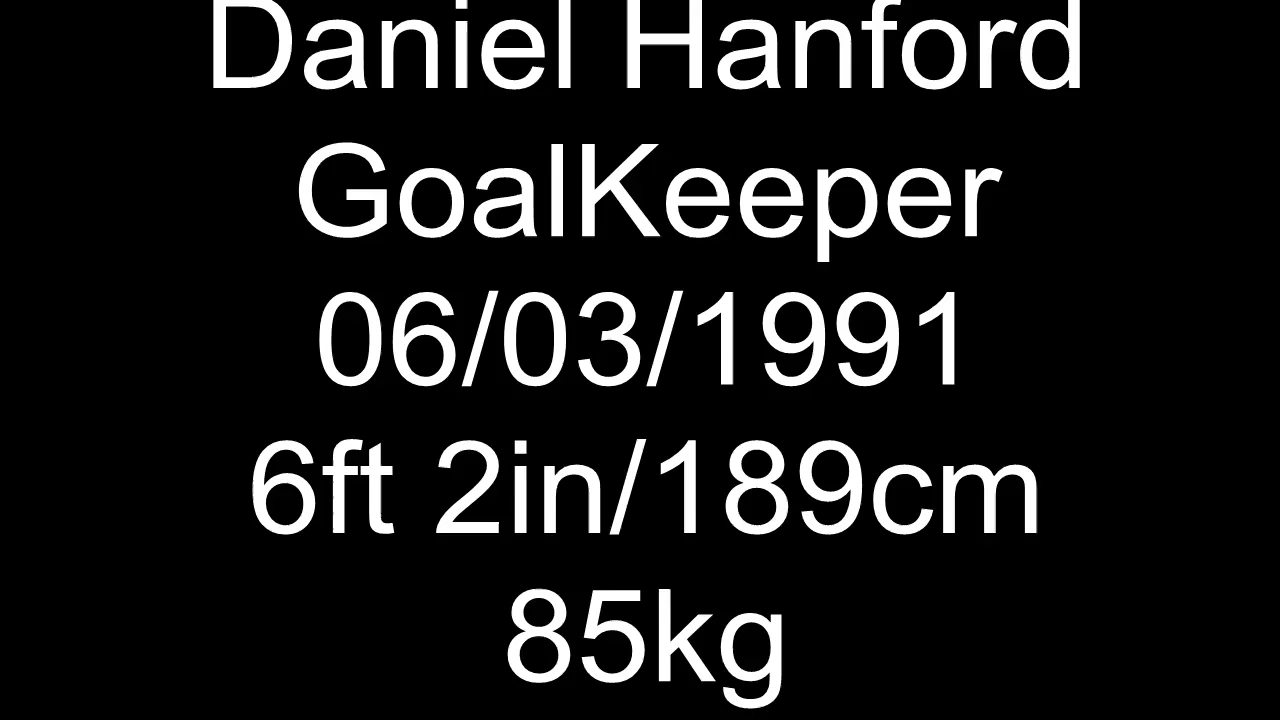 Daniel Hanford
GoalKeeper
06/03/1991
6ft 2in/189cm
85kg